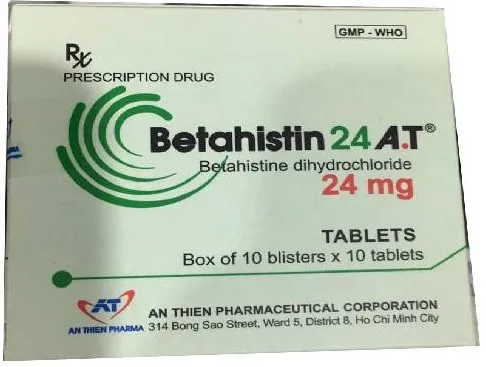 GMP - WHO
Rx
PRESCRIPTION DRUG
Betahistin 24 A.T®
Betahistine dihydrochloride
24 mg
TABLETS
Box of 10 blisters x 10 tablets
AT
AN THIEN PHARMA
AN THIEN PHARMACEUTICAL CORPORATION
314 Bong Sao Street, Ward 5, District 8, Ho Chi Minh City